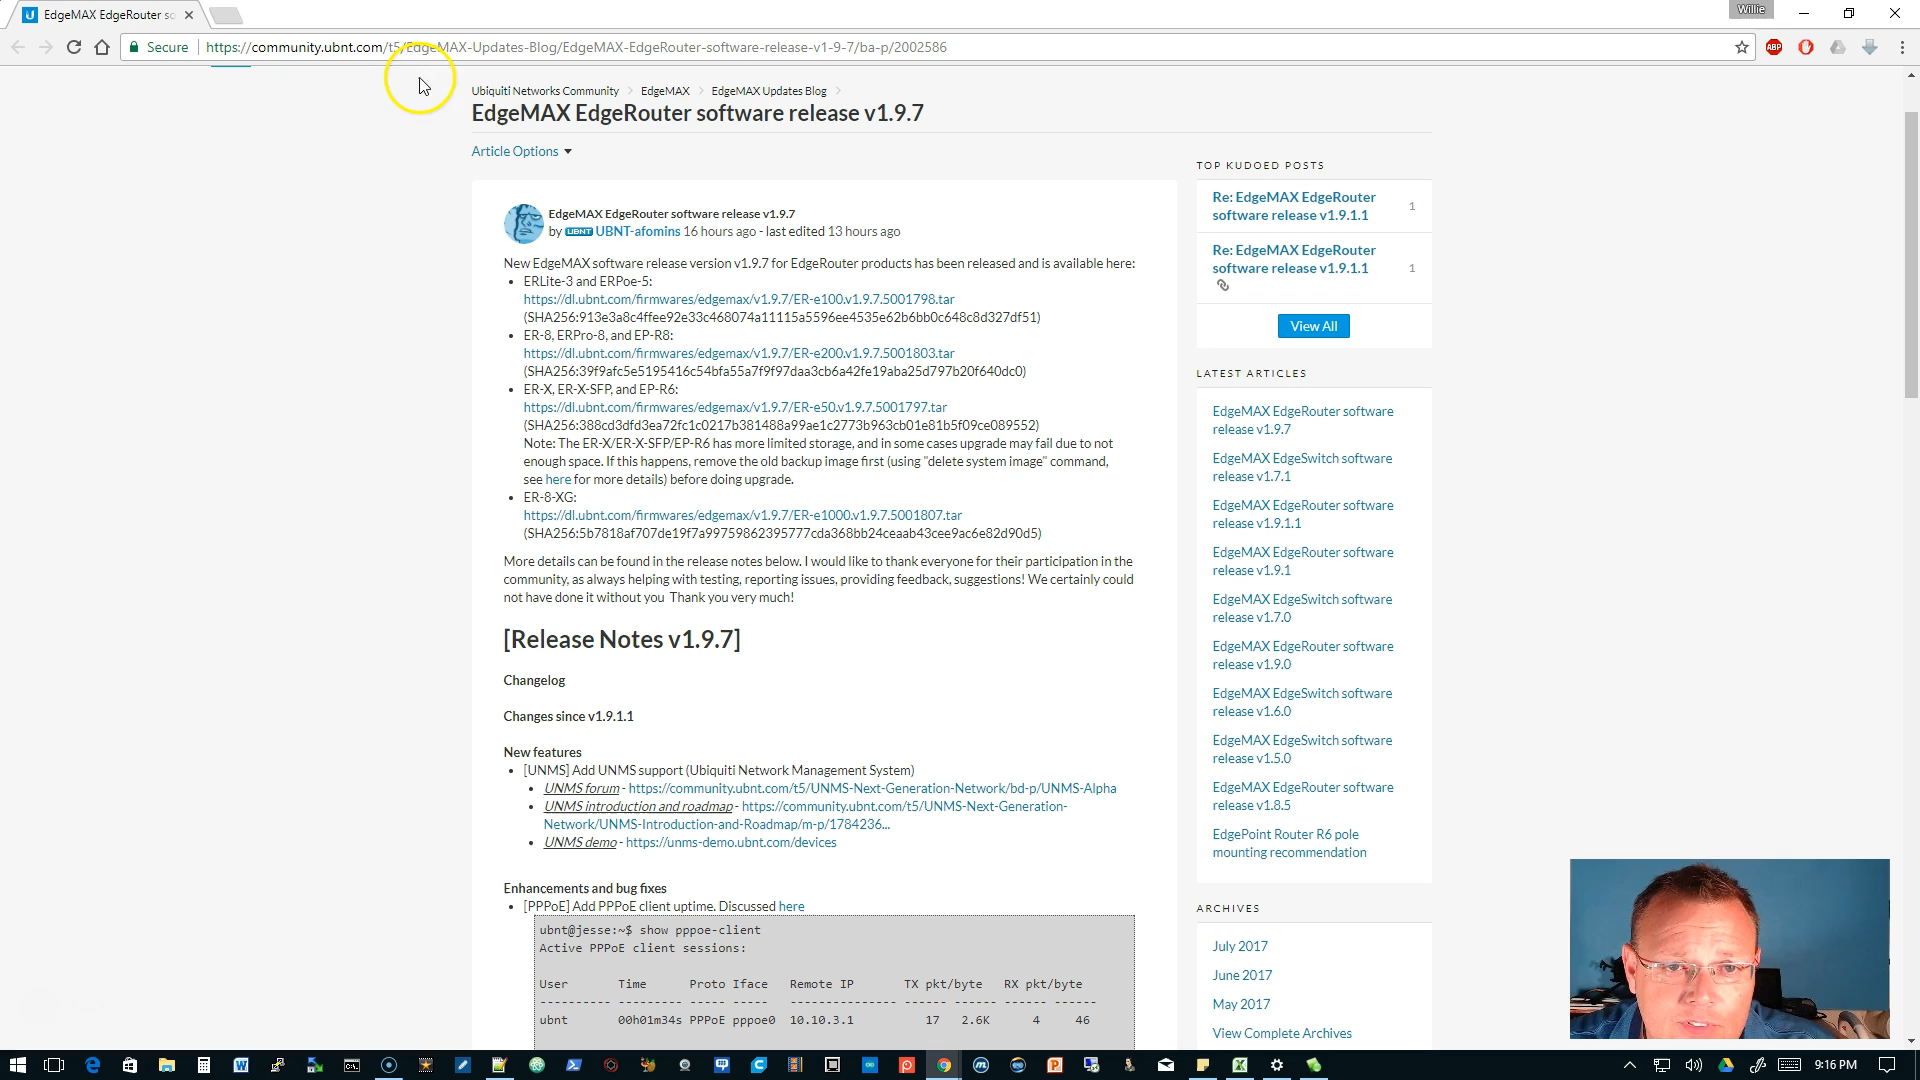 EdgeMAX EdgeRouter so
Willie
Secure https://community.ubnt.com/t5/EdgeMAX-Updates-Blog/EdgeMAX-EdgeRouter-software-release-v1-9-7/ba-p/2002586
ABP
Ubiquiti Networks Community EdgeMAX EdgeMAX Updates Blog
EdgeMAX EdgeRouter software release v1.9.7
Article Options
EdgeMAX EdgeRouter software release v1.9.7
by UBNT UBNT-afomins 16 hours ago - last edited 13 hours ago
New EdgeMAX software release version v1.9.7 for EdgeRouter products has been released and is available here:
• ERLite-3 and ERPoe-5:
https://dl.ubnt.com/firmwares/edgemax/v1.9.7/ER-e100.v1.9.7.5001798.tar
(SHA256:913e3a8c4ffee92e33c468074a11115a5596ee4535e62b6bb0c648c8d327df51)
• ER-8, ERPro-8, and EP-R8:
https://dl.ubnt.com/firmwares/edgemax/v1.9.7/ER-e200.v1.9.7.5001803.tar
(SHA256:39f9afc5e5195416c54bfa55a7f9f97daa3cb6a42fe19aba25d797b20f640dc0)
• ER-X, ER-X-SFP, and EP-R6:
https://dl.ubnt.com/firmwares/edgemax/v1.9.7/ER-e50.v1.9.7.5001797.tar
(SHA256:388cd3dfd3ea72fc1c0217b381488a99ae1c2773b963cb01e81b5f09ce089552)
Note: The ER-X/ER-X-SFP/EP-R6 has more limited storage, and in some cases upgrade may fail due to not
enough space. If this happens, remove the old backup image first (using "delete system image" command,
see here for more details) before doing upgrade.
• ER-8-XG:
https://dl.ubnt.com/firmwares/edgemax/v1.9.7/ER-e1000.v1.9.7.5001807.tar
(SHA256:5b7818af707de19f7a99759862395777cda368bb24ceaab43cee9ac6e82d90d5)
More details can be found in the release notes below. I would like to thank everyone for their participation in the
community, as always helping with testing, reporting issues, providing feedback, suggestions! We certainly could
not have done it without you Thank you very much!
[Release Notes v1.9.7]
Changelog
Changes since v1.9.1.1
New features
• [UNMS] Add UNMS support (Ubiquiti Network Management System)
• UNMS forum - https://community.ubnt.com/t5/UNMS-Next-Generation-Network/bd-p/UNMS-Alpha
• UNMS introduction and roadmap - https://community.ubnt.com/t5/UNMS-Next-Generation-
Network/UNMS-Introduction-and-Roadmap/m-p/1784236...
• UNMS demo - https://unms-demo.ubnt.com/devices
Enhancements and bug fixes
• [PPPoE] Add PPPoE client uptime. Discussed here
ubnt@jesse:~$ show pppoe-client
Active PPPoE client sessions:
User Time Proto Iface Remote IP TX pkt/byte RX pkt/byte
---------- --------- ----- ----- --------------- ------ ------ ------ ------
ubnt 00h01m34s PPPoE pppoe0 10.10.3.1 17 2.6K 4 46
TOP KUDOED POSTS
Re: EdgeMAX EdgeRouter
software release v1.9.1.1 1
Re: EdgeMAX EdgeRouter
software release v1.9.1.1 1
View All
LATEST ARTICLES
EdgeMAX EdgeRouter software
release v1.9.7
EdgeMAX EdgeSwitch software
release v1.7.1
EdgeMAX EdgeRouter software
release v1.9.1.1
EdgeMAX EdgeRouter software
release v1.9.1
EdgeMAX EdgeSwitch software
release v1.7.0
EdgeMAX EdgeRouter software
release v1.9.0
EdgeMAX EdgeSwitch software
release v1.6.0
EdgeMAX EdgeSwitch software
release v1.5.0
EdgeMAX EdgeRouter software
release v1.8.5
EdgePoint Router R6 pole
mounting recommendation
ARCHIVES
July 2017
June 2017
May 2017
View Complete Archives
9:16 PM